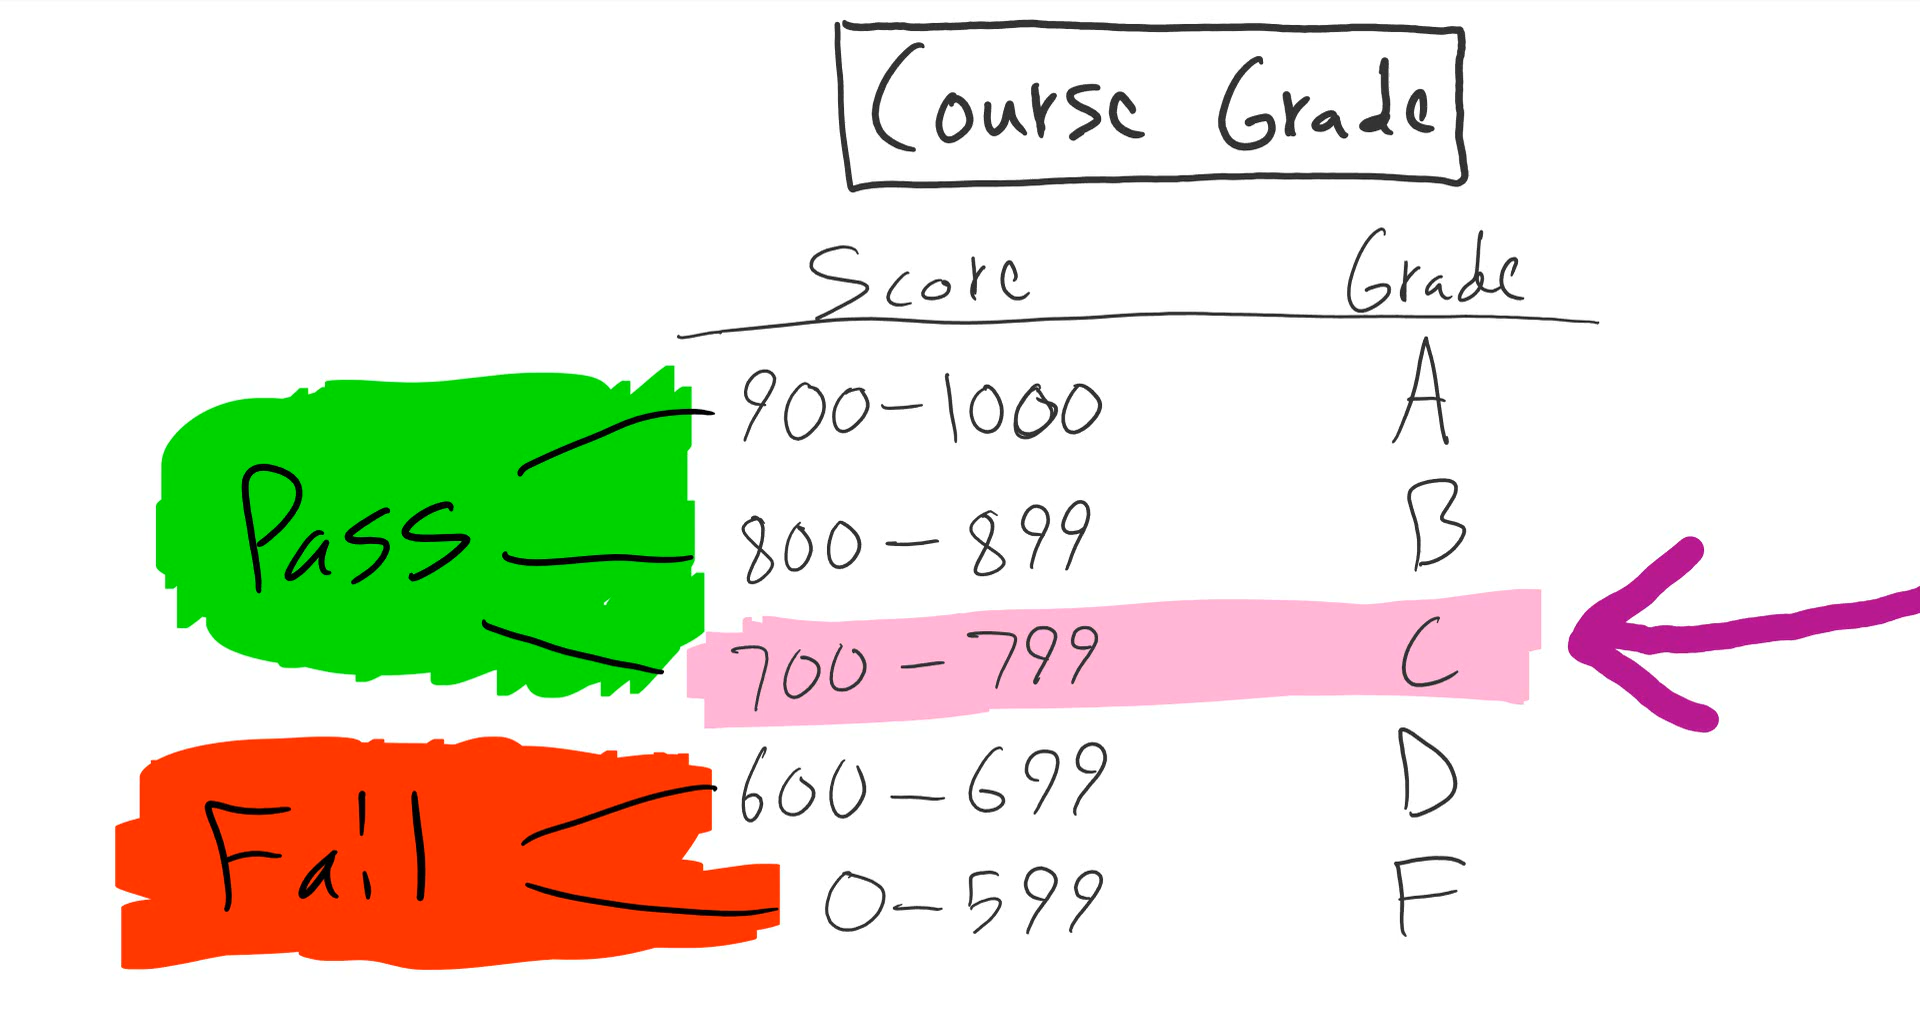 Course Grade
Score Grade
900-1000 A
800-899 B
Pass
700-799 C
600-699 D
Fail
0-599 F